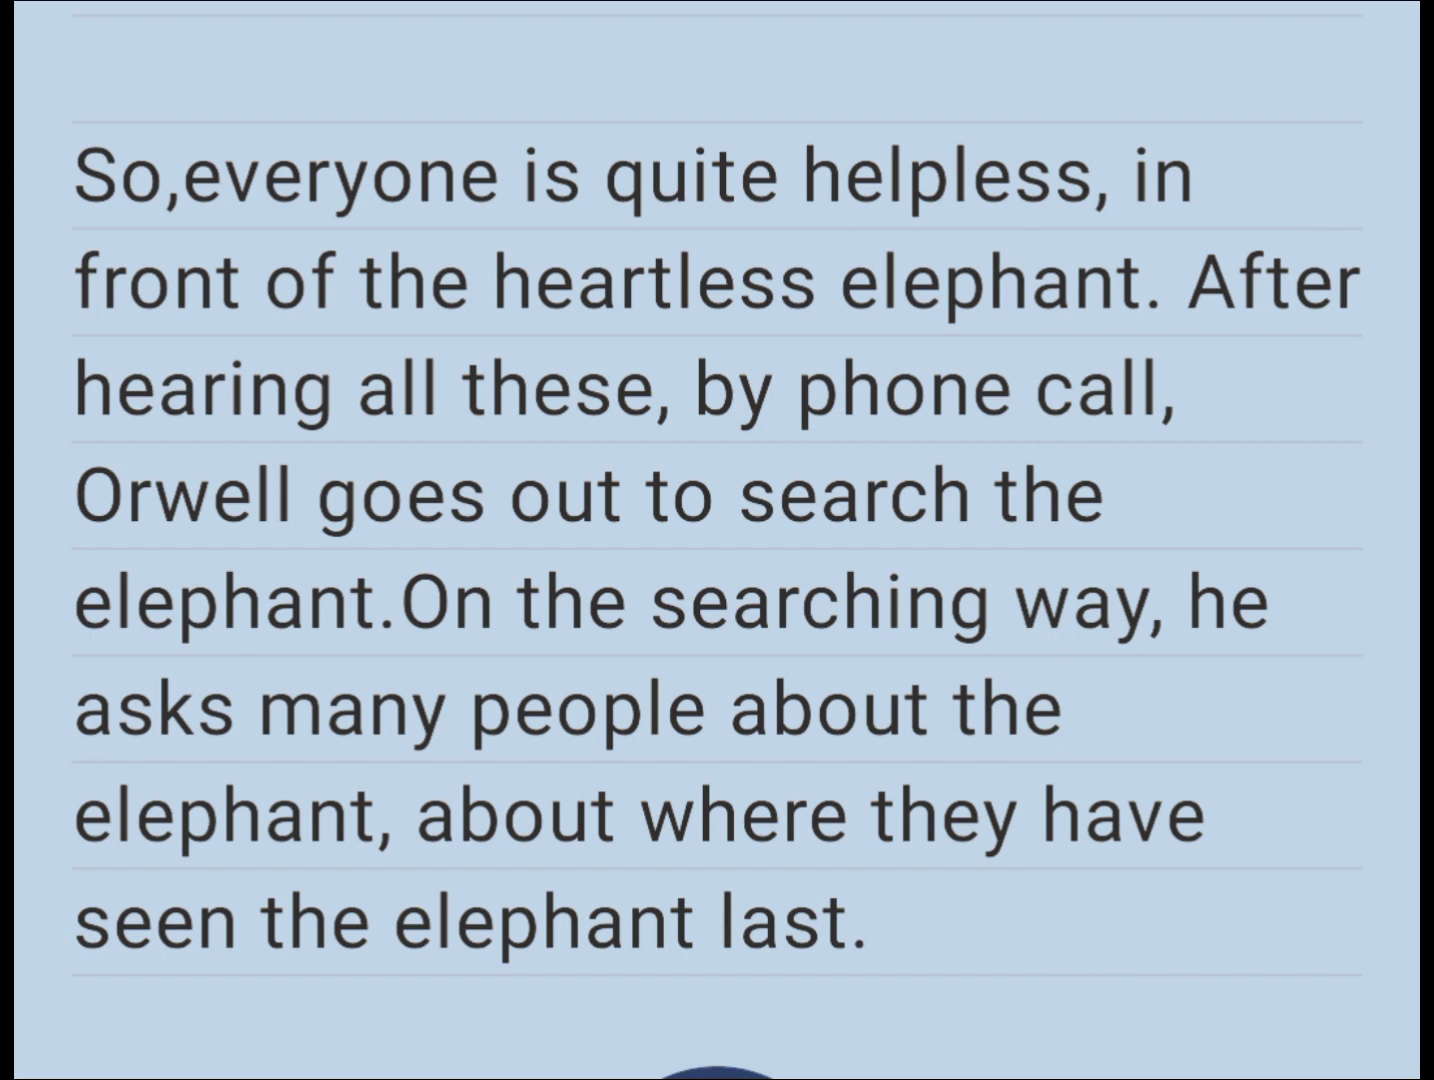 So,everyone is quite helpless, in
front of the heartless elephant. After
hearing all these, by phone call,
Orwell goes out to search the
elephant.On the searching way, he
asks many people about the
elephant, about where they have
seen the elephant last.